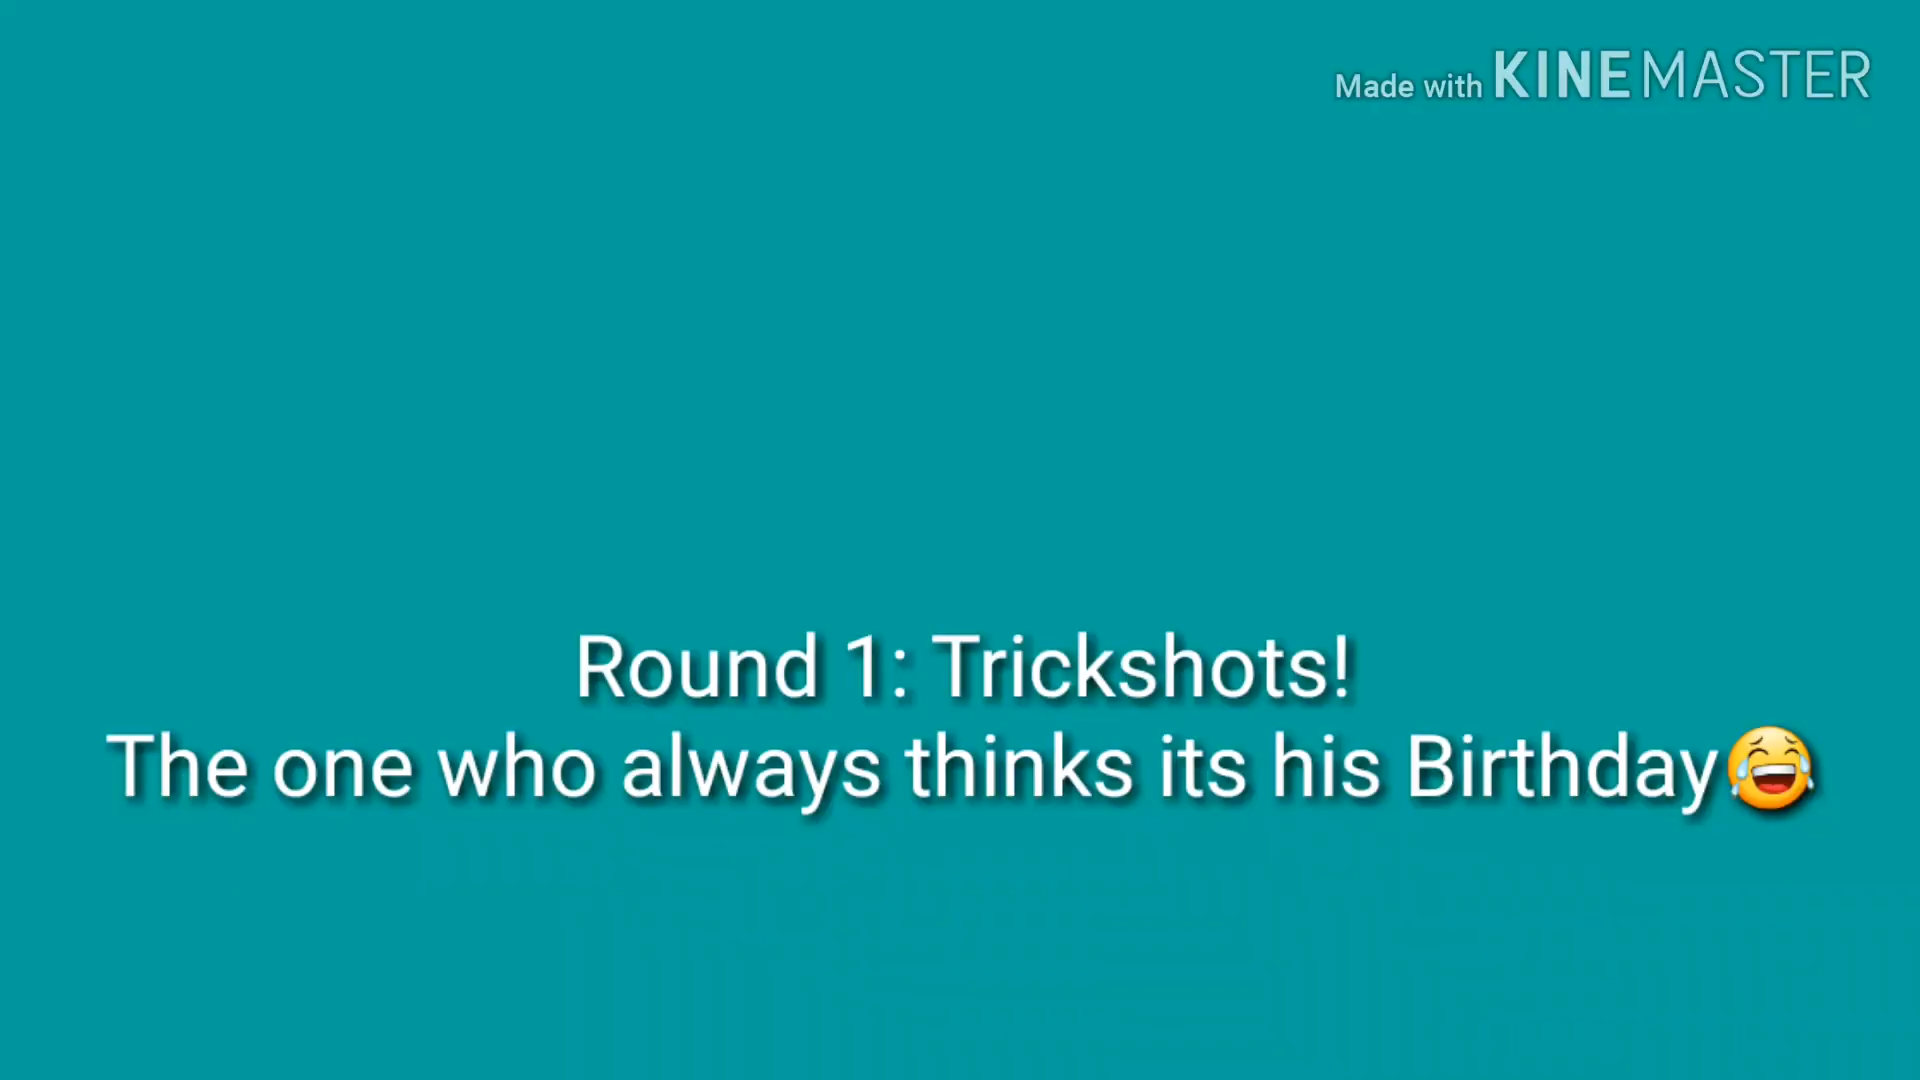 Made with KINEMASTER
Round 1: Trickshots!
The one who always thinks its his Birthday😂